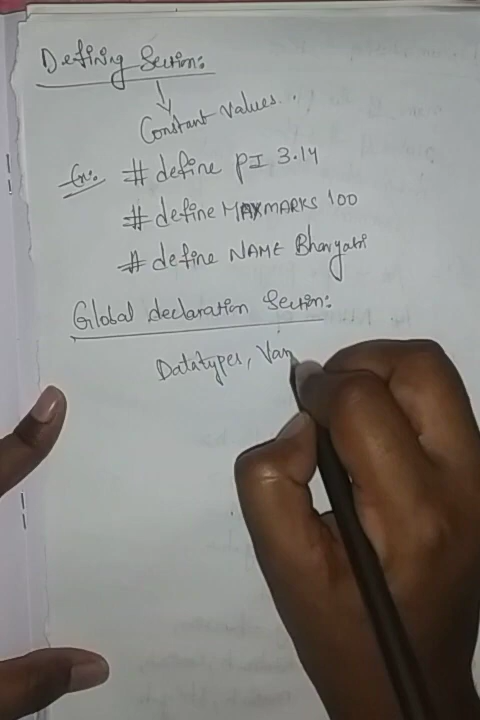 Defining Section:
Constant Values..
Ex:- # define PI 3.14
# define MAXMARKS 100
# define NAME Bhavyatri
Global declaration Section:
Datatypes, Var